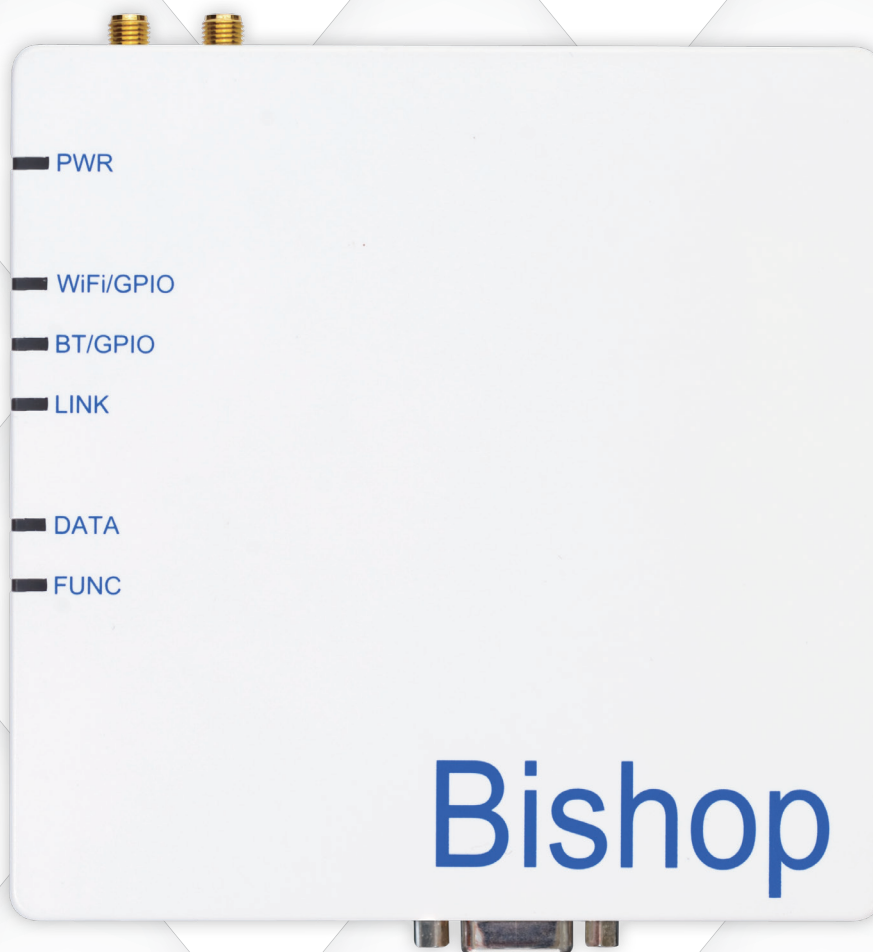 PWR
WiFi/GPIO
BT/GPIO
LINK
DATA
FUNC
Bishop